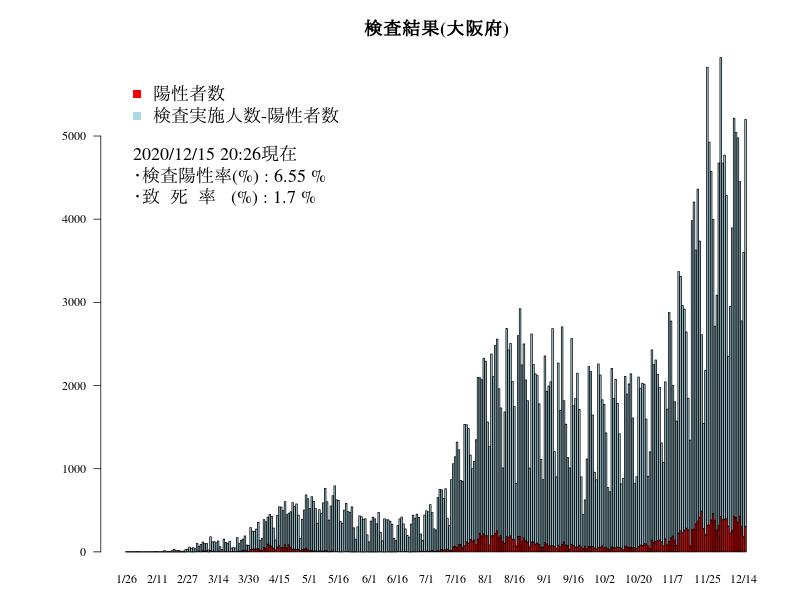 検査結果(大阪府)
陽性者数
検査実施人数-陽性者数
2020/12/15 20:26現在
・検査陽性率(%) : 6.55 %
・致 死 率 (%) : 1.7 %
5000
4000
3000
2000
1000
0
1/26 2/11 2/27 3/14 3/30 4/15 5/1 5/16 6/1 6/16 7/1 7/16 8/1 8/16 9/1 9/16 10/2 10/20 11/7 11/25 12/14